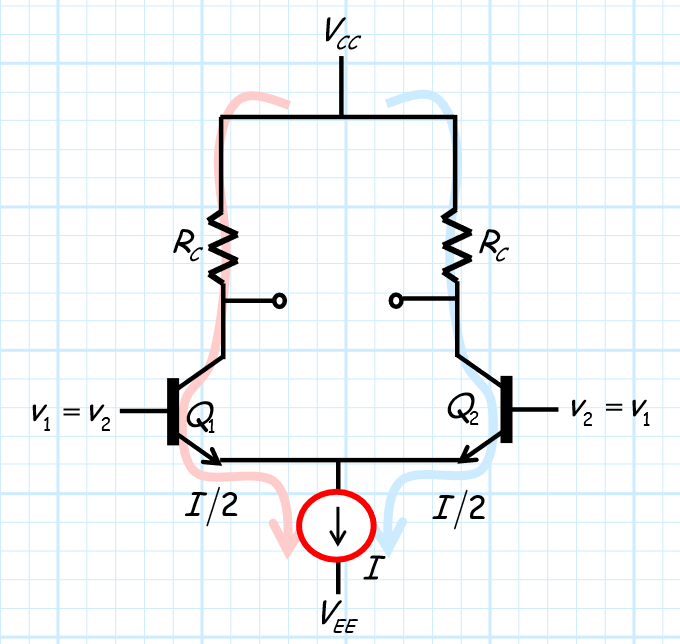 V_CC
R_C
R_C
v_1 = v_2
Q_1
Q_2
v_2 = v_1
I/2
I/2
I
V_EE